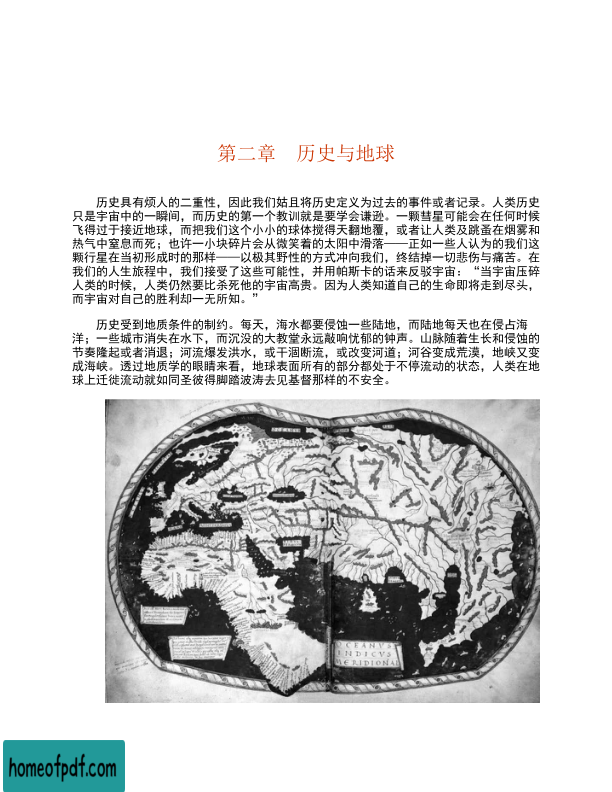 第二章 历史与地球
历史具有烦人的二重性，因此我们姑且将历史定义为过去的事件或者记录。人类历史
只是宇宙中的一瞬间，而历史的第一个教训就是要学会谦逊。一颗彗星可能会在任何时候
飞得过于接近地球，而把我们这个小小的球体搅得天翻地覆，或者让人类及跳蚤在烟雾和
热气中窒息而死；也许一小块碎片会从微笑着的太阳中滑落——正如一些人认为的我们这
颗行星在当初形成时的那样——以极其野性的方式冲向我们，终结掉一切悲伤与痛苦。在
我们的人生旅程中，我们接受了这些可能性，并用帕斯卡的话来反驳宇宙：“当宇宙压碎
人类的时候，人类仍然要比杀死他的宇宙高贵。因为人类知道自己的生命即将走到尽头，
而宇宙对自己的胜利却一无所知。”
历史受到地质条件的制约。每天，海水都要侵蚀一些陆地，而陆地每天也在侵占海
洋；一些城市消失在水下，而沉没的大教堂永远敲响忧郁的钟声。山脉随着生长和侵蚀的
节奏隆起或者消退；河流爆发洪水，或干涸断流，或改变河道；河谷变成荒漠，地峡又变
成海峡。透过地质学的眼睛来看，地球表面所有的部分都处于不停流动的状态，人类在地
球上迁徙流动就如同圣彼得脚踏波涛去见基督那样的不安全。
OCEANVS
INDICVS
MERIDIONAL
homeofpdf.com